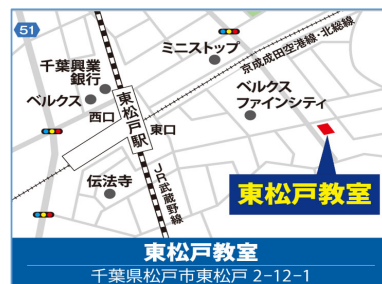 51
ミニストップ
京成成田空港線・北総線
千葉興業
銀行
ベルクス
西口
東松戸駅
東口
ベルクス
ファインシティ
伝法寺
JR武蔵野線
東松戸教室
東松戸教室
千葉県松戸市東松戸 2-12-1